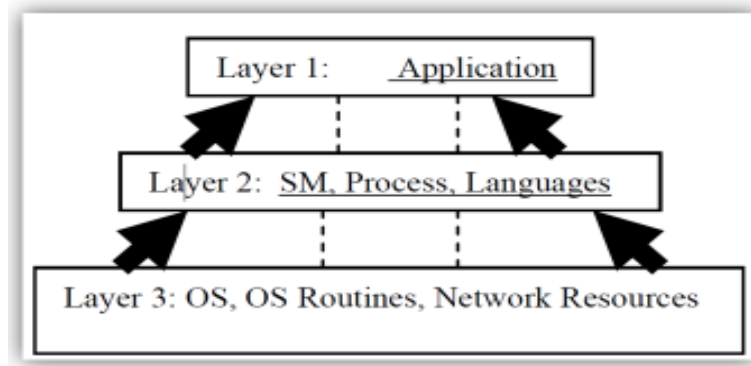 Layer 1: Application
Layer 2: SM, Process, Languages
Layer 3: OS, OS Routines, Network Resources